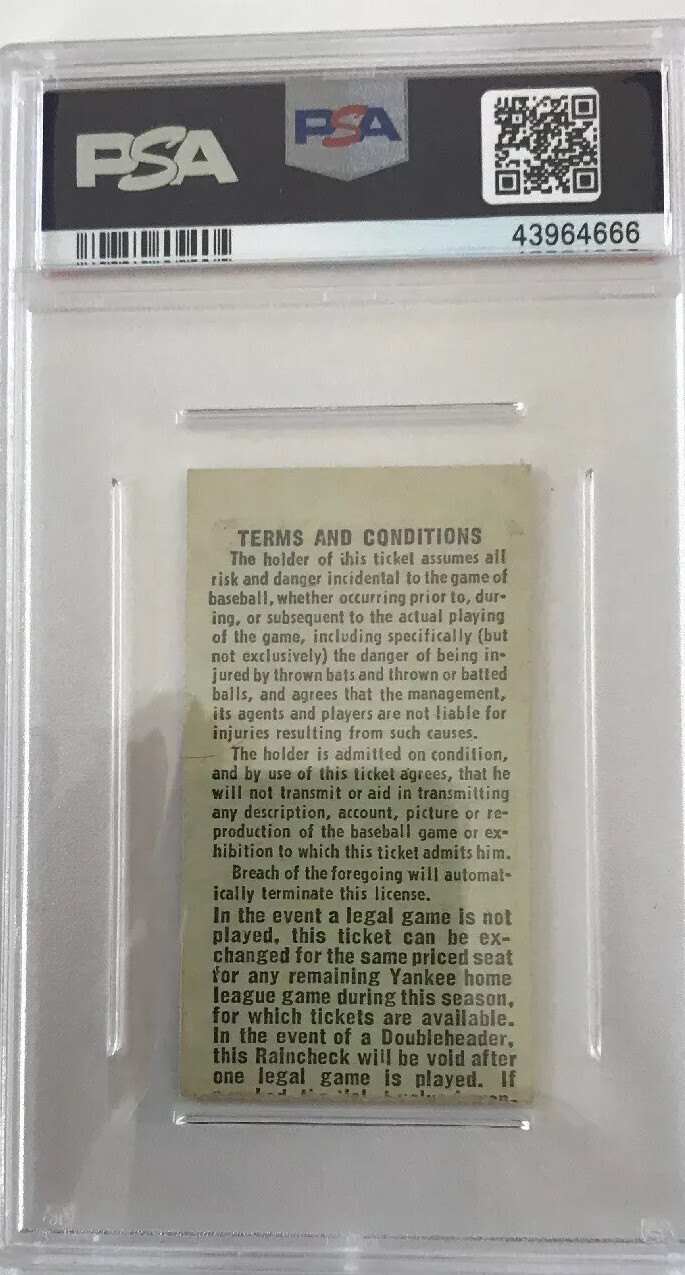 PSA PSA
43964666
TERMS AND CONDITIONS
The holder of this ticket assumes all
risk and danger incidental to the game of
baseball, whether occurring prior to, dur-
ing, or subsequent to the actual playing
of the game, including specifically (but
not exclusively) the danger of being in-
jured by thrown bats and thrown or batted
balls, and agrees that the management,
its agents and players are not liable for
injuries resulting from such causes.
The holder is admitted on condition,
and by use of this ticket agrees, that he
will not transmit or aid in transmitting
any description, account, picture or re-
production of the baseball game or ex-
hibition to which this ticket admits him.
Breach of the foregoing will automat-
ically terminate this license.
In the event a legal game is not
played, this ticket can be ex-
changed for the same priced seat
for any remaining Yankee home
league game during this season,
for which tickets are available.
In the event of a Doubleheader,
this Raincheck will be void after
one legal game is played. If